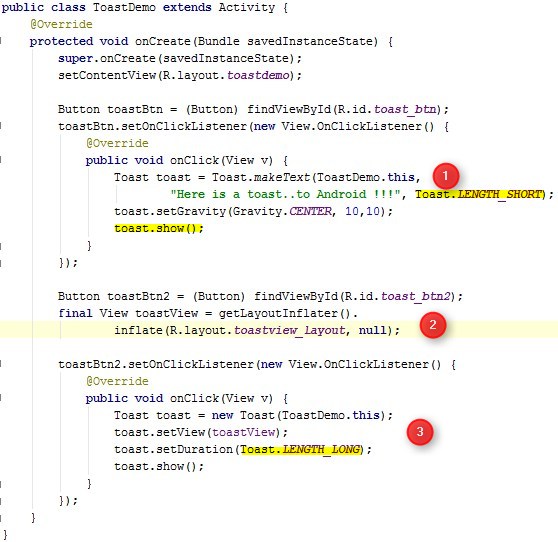 public class ToastDemo extends Activity {
@Override
protected void onCreate(Bundle savedInstanceState) {
super.onCreate(savedInstanceState);
setContentView(R.layout.toastdemo);
Button toastBtn = (Button) findViewById(R.id.toast_btn);
toastBtn.setOnClickListener(new View.OnClickListener() {
@Override
public void onClick(View v) {
Toast toast = Toast.makeText(ToastDemo.this, 1
"Here is a toast..to Android !!!", Toast.LENGTH_SHORT);
toast.setGravity(Gravity.CENTER, 10,10);
toast.show();
}
});
Button toastBtn2 = (Button) findViewById(R.id.toast_btn2);
final View toastView = getLayoutInflater().
inflate(R.layout.toastview_layout, null); 2
toastBtn2.setOnClickListener(new View.OnClickListener() {
@Override
public void onClick(View v) {
Toast toast = new Toast(ToastDemo.this);
toast.setView(toastView); 3
toast.setDuration(Toast.LENGTH_LONG);
toast.show();
}
});
}
}